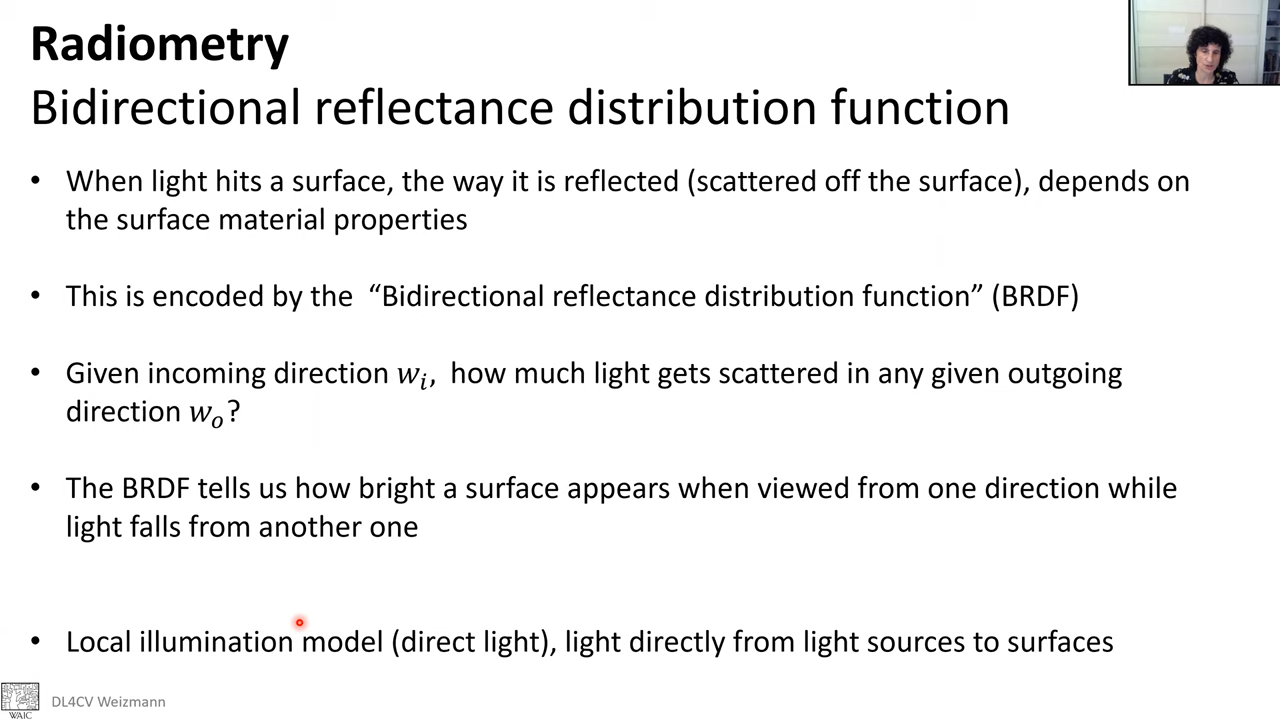 Radiometry
Bidirectional reflectance distribution function
• When light hits a surface, the way it is reflected (scattered off the surface), depends on
the surface material properties
• This is encoded by the “Bidirectional reflectance distribution function” (BRDF)
• Given incoming direction wᵢ, how much light gets scattered in any given outgoing
direction wₒ?
• The BRDF tells us how bright a surface appears when viewed from one direction while
light falls from another one
• Local illumination model (direct light), light directly from light sources to surfaces
WAIC
DL4CV Weizmann